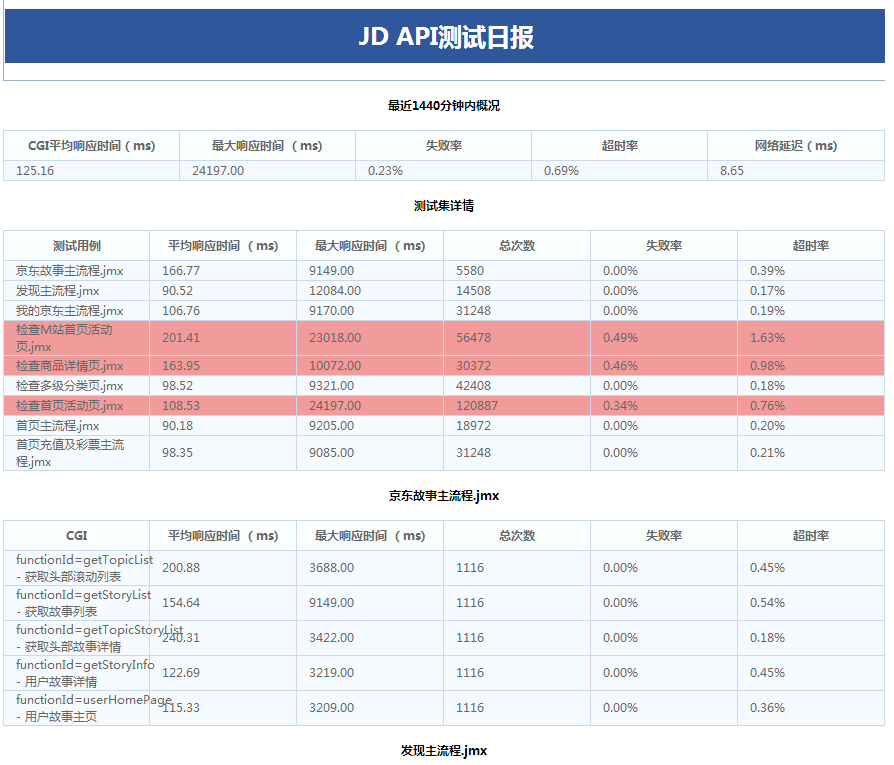 JD API测试日报
最近1440分钟内概况
CGI平均响应时间（ms） 最大响应时间（ms） 失败率 超时率 网络延迟（ms）
125.16 24197.00 0.23% 0.69% 8.65
测试集详情
测试用例 平均响应时间（ms） 最大响应时间（ms） 总次数 失败率 超时率
京东故事主流程.jmx 166.77 9149.00 5580 0.00% 0.39%
发现主流程.jmx 90.52 12084.00 14508 0.00% 0.17%
我的京东主流程.jmx 106.76 9170.00 31248 0.00% 0.19%
检查M站首页活动
页.jmx 201.41 23018.00 56478 0.49% 1.63%
检查商品详情页.jmx 163.95 10072.00 30372 0.46% 0.98%
检查多级分类页.jmx 98.52 9321.00 42408 0.00% 0.18%
检查首页活动页.jmx 108.53 24197.00 120887 0.34% 0.76%
首页主流程.jmx 90.18 9205.00 18972 0.00% 0.20%
首页充值及彩票主流
程.jmx 98.35 9085.00 31248 0.00% 0.21%
京东故事主流程.jmx
CGI 平均响应时间（ms） 最大响应时间（ms） 总次数 失败率 超时率
functionId=getTopicList
- 获取头部滚动列表 200.88 3688.00 1116 0.00% 0.45%
functionId=getStoryList
- 获取故事列表 154.64 9149.00 1116 0.00% 0.54%
functionId=getTopicStoryList
- 获取头部故事详情 240.31 3422.00 1116 0.00% 0.18%
functionId=getStoryInfo
- 用户故事详情 122.69 3219.00 1116 0.00% 0.45%
functionId=userHomePage
- 用户故事主页 115.33 3209.00 1116 0.00% 0.36%
发现主流程.jmx